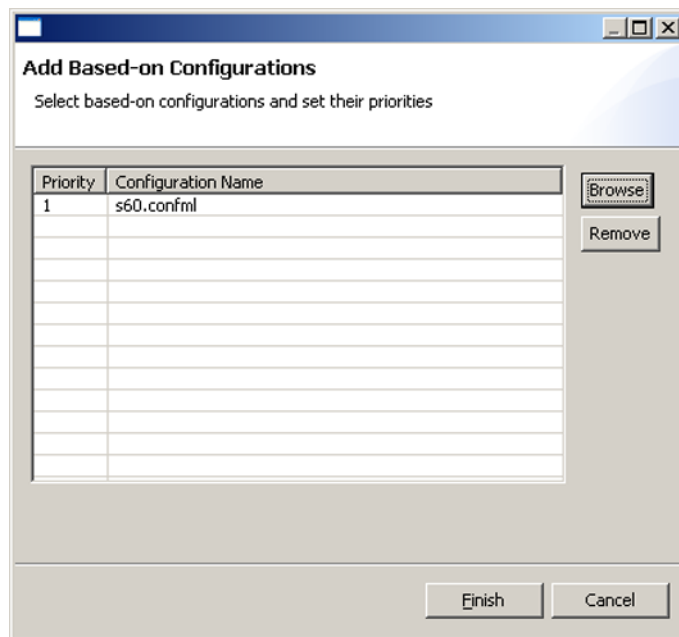 Add Based-on Configurations
Select based-on configurations and set their priorities
Priority Configuration Name
1 s60.confml
Browse
Remove
Finish Cancel